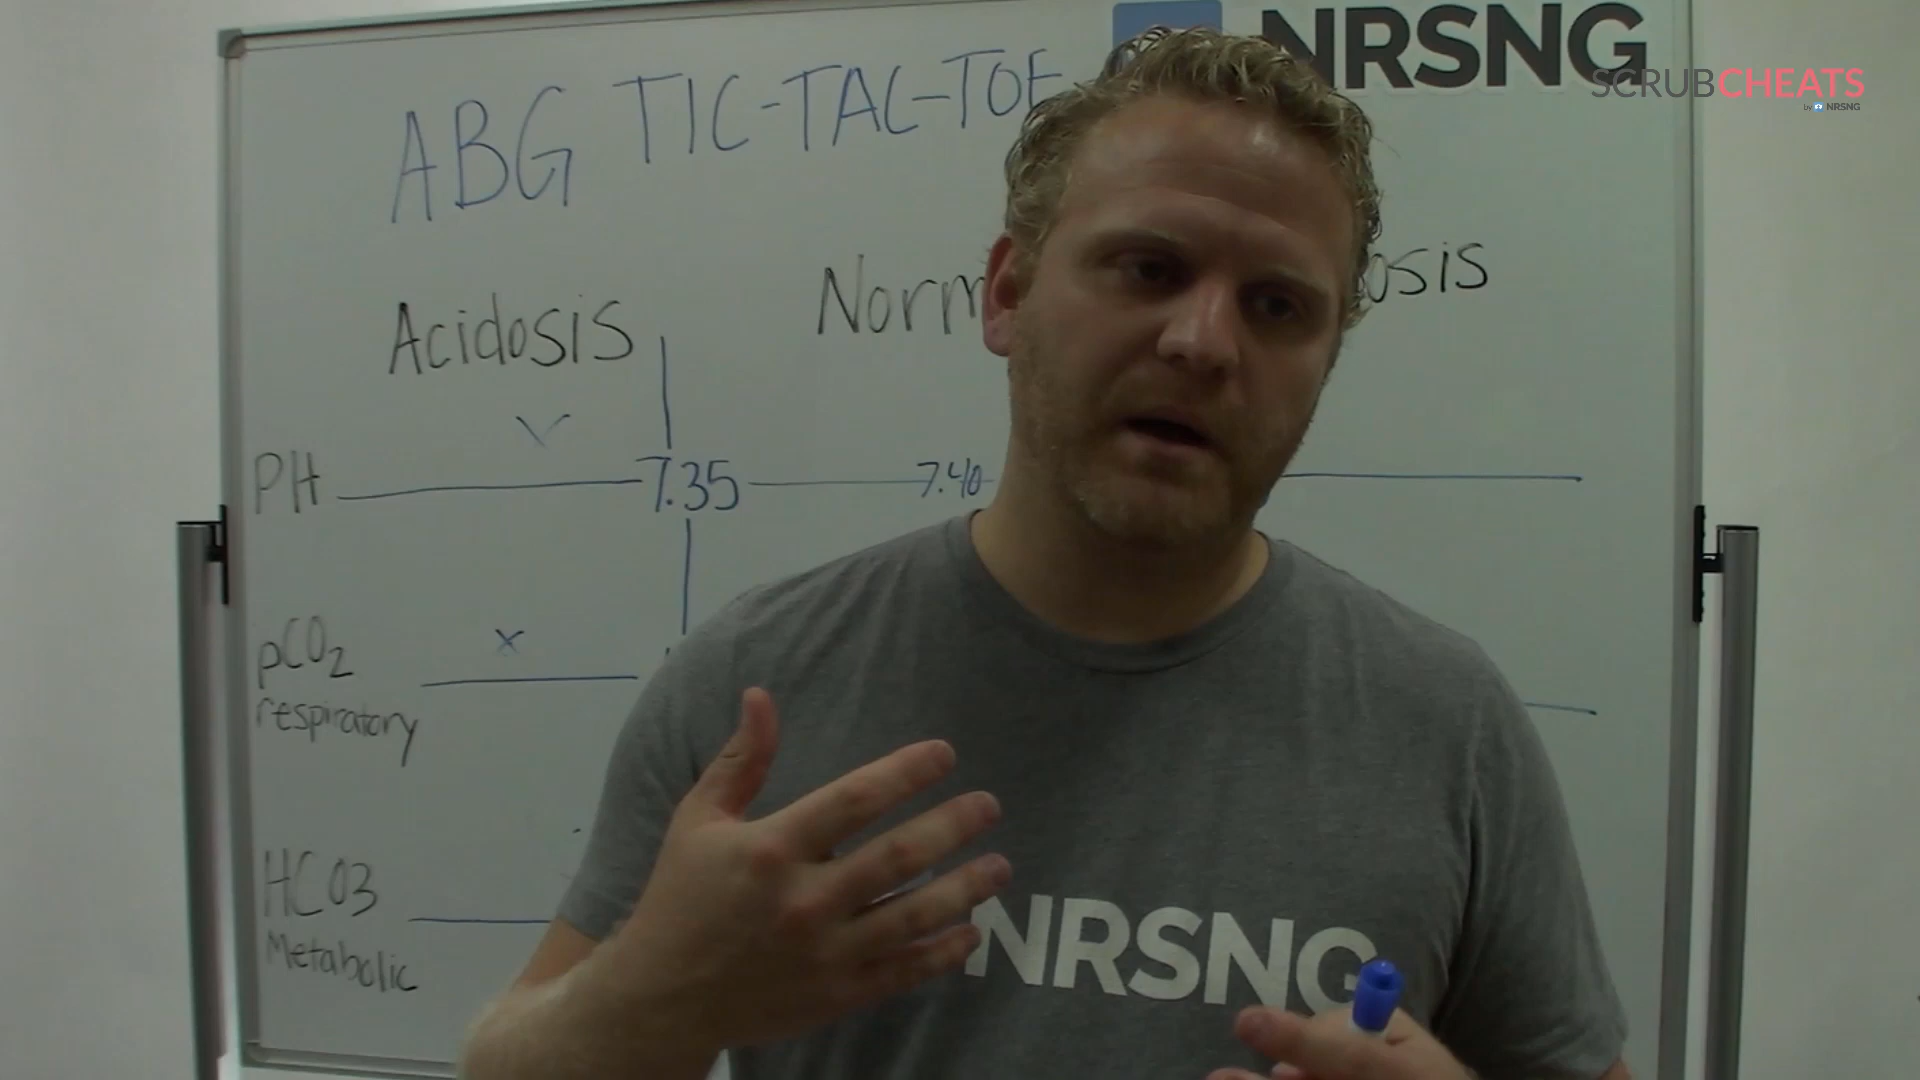 NRSNG
SCRUBCHEATS
by NRSNG
ABG TIC-TAC-TOE
Acidosis Norm osis
PH 7.35 7.40
pCO2
x
respiratory
HCO3
Metabolic
NRSNG